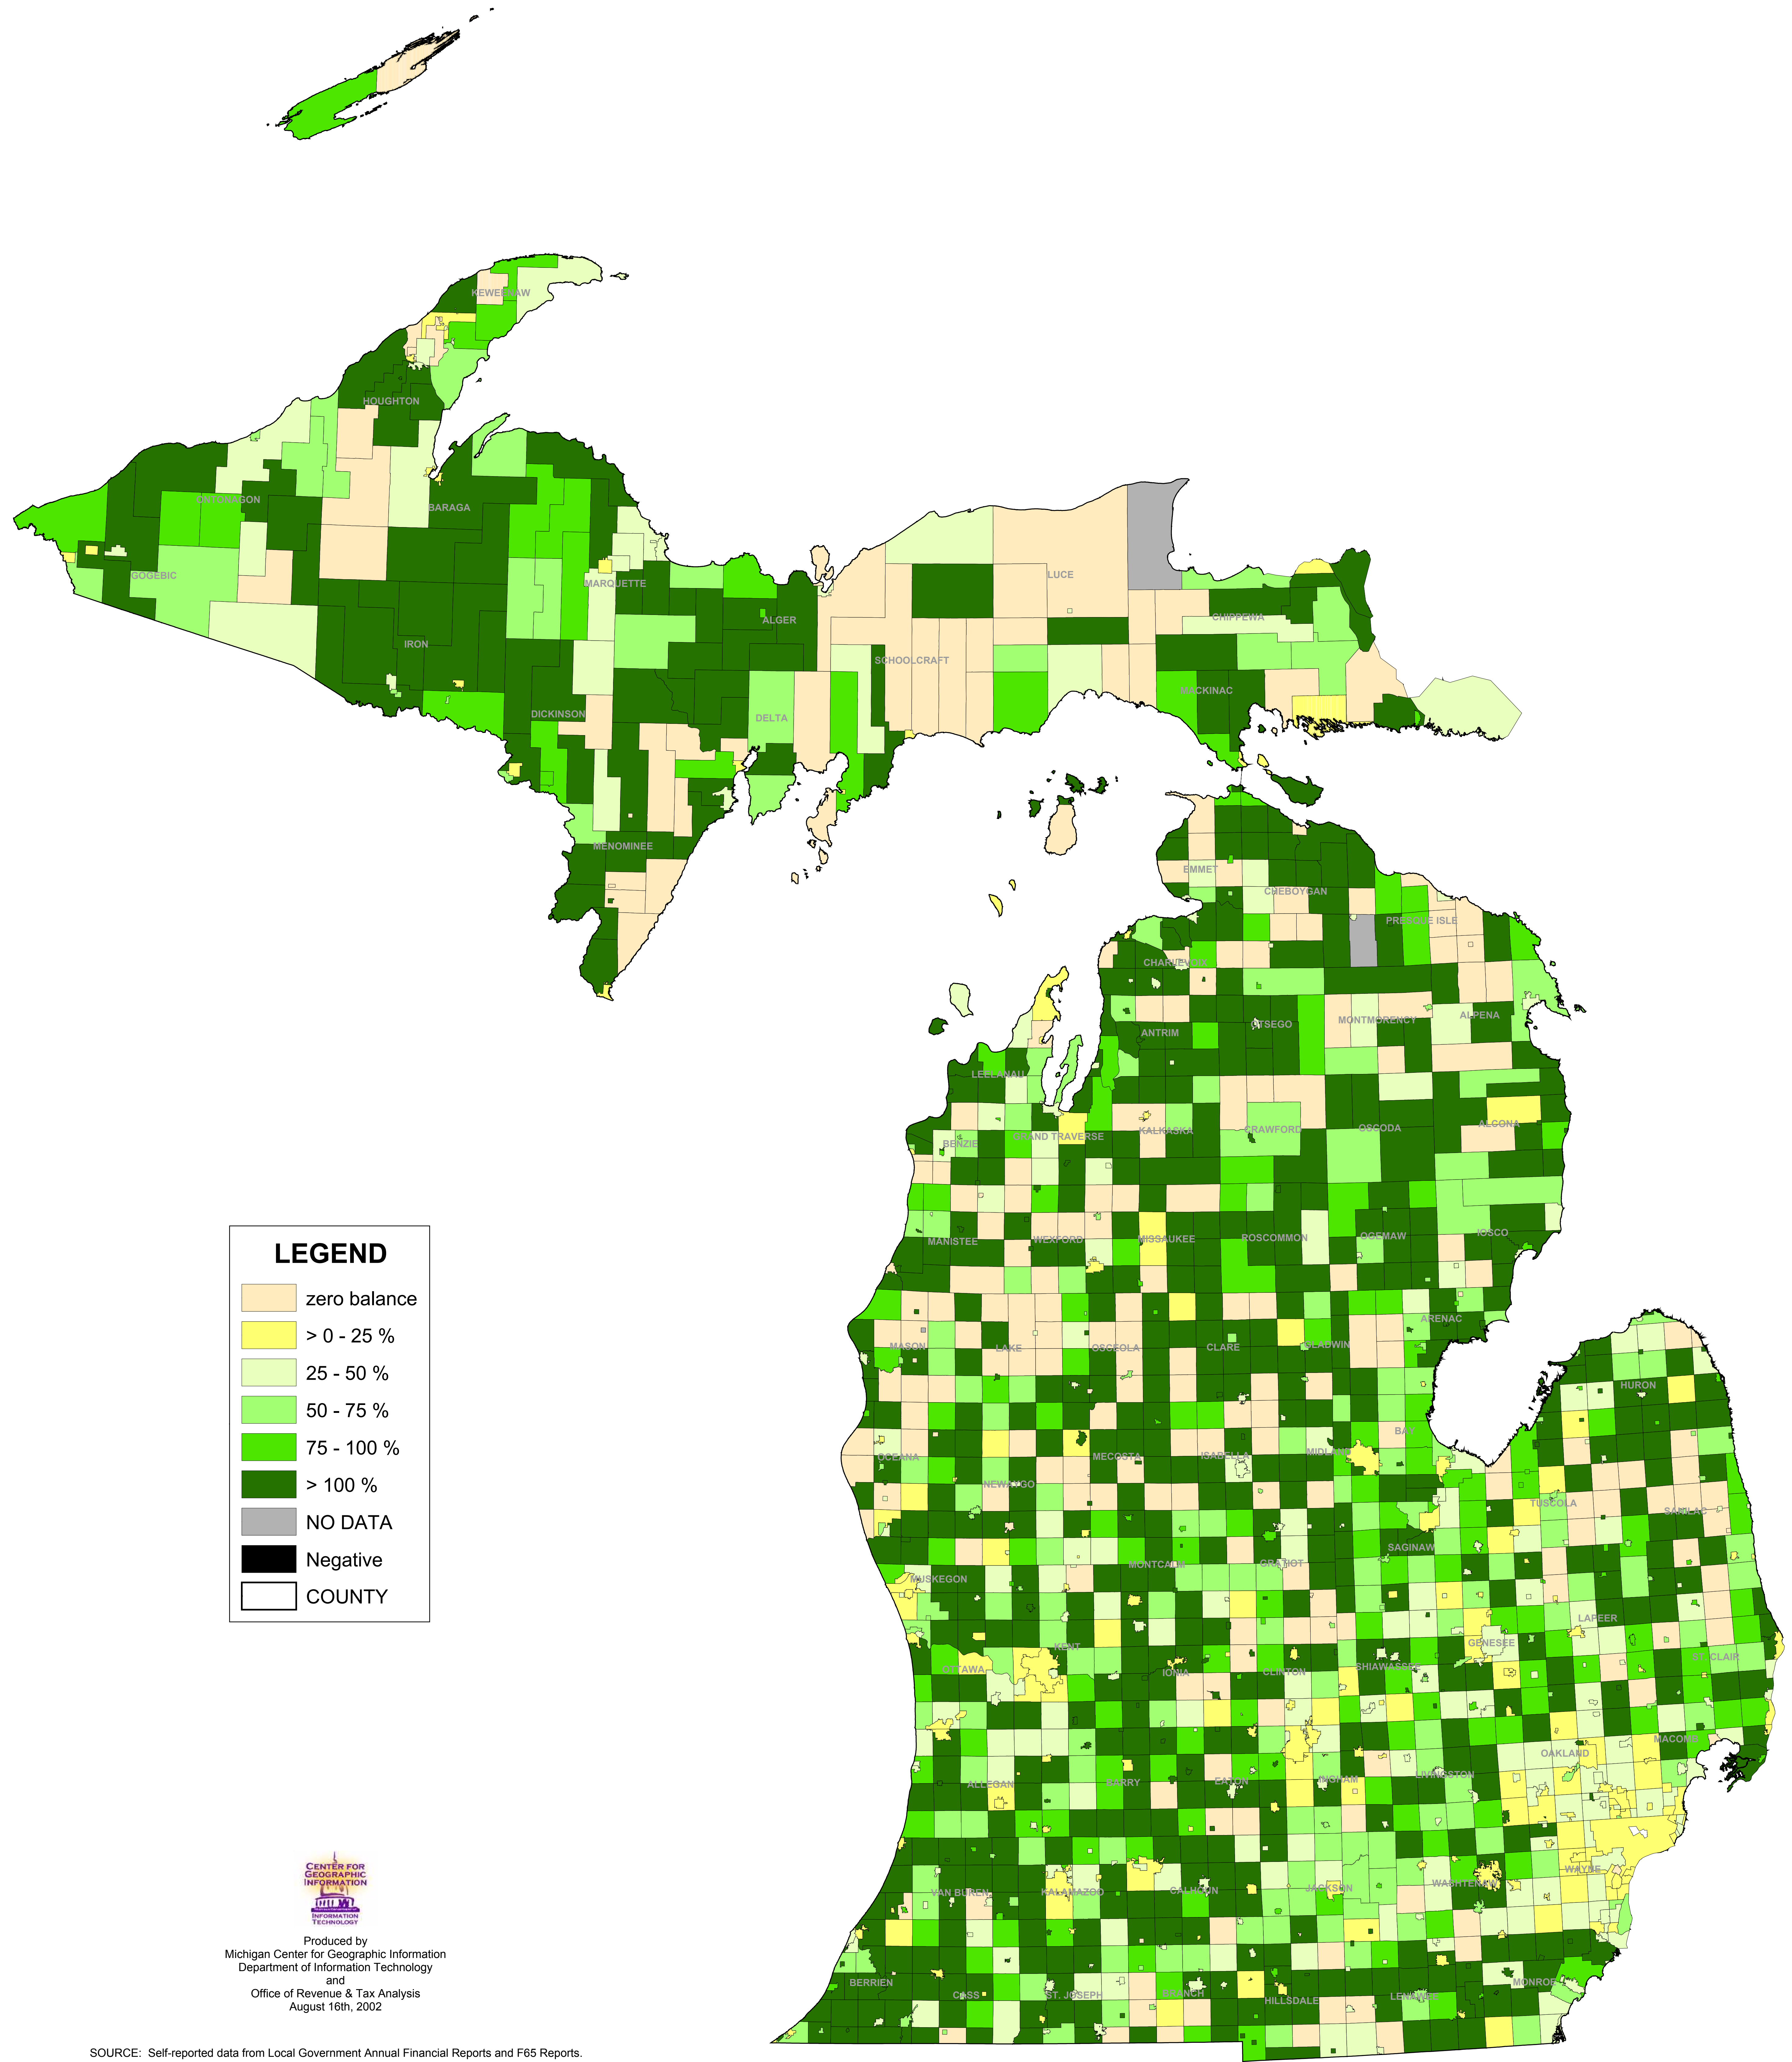 KEWEENAW
HOUGHTON
ONTONAGON
BARAGA
GOGEBIC
MARQUETTE
LUCE
ALGER
CHIPPEWA
IRON
SCHOOLCRAFT
MACKINAC
DICKINSON
DELTA
MENOMINEE
EMMET
CHEBOYGAN
PRESQUE ISLE
CHARLEVOIX
ANTRIM
OTSEGO
MONTMORENCY
ALPENA
LEELANAU
BENZIE
GRAND TRAVERSE
KALKASKA
CRAWFORD
OSCODA
ALCONA
MANISTEE
WEXFORD
MISSAUKEE
ROSCOMMON
OGEMAW
IOSCO
ARENAC
MASON
LAKE
OSCEOLA
CLARE
GLADWIN
HURON
OCEANA
NEWAYGO
MECOSTA
ISABELLA
MIDLAND
BAY
TUSCOLA
SANILAC
SAGINAW
MUSKEGON
MONTCALM
GRATIOT
LAPEER
GENESEE
ST. CLAIR
OTTAWA
KENT
IONIA
CLINTON
SHIAWASSEE
MACOMB
OAKLAND
ALLEGAN
BARRY
EATON
INGHAM
LIVINGSTON
WAYNE
VAN BUREN
KALAMAZOO
CALHOUN
JACKSON
WASHTENAW
BERRIEN
CASS
ST. JOSEPH
BRANCH
HILLSDALE
LENAWEE
MONROE
LEGEND
zero balance
> 0 - 25 %
25 - 50 %
50 - 75 %
75 - 100 %
> 100 %
NO DATA
Negative
COUNTY
CENTER FOR
GEOGRAPHIC
INFORMATION
INFORMATION
TECHNOLOGY
Produced by
Michigan Center for Geographic Information
Department of Information Technology
and
Office of Revenue & Tax Analysis
August 16th, 2002
SOURCE:  Self-reported data from Local Government Annual Financial Reports and F65 Reports.